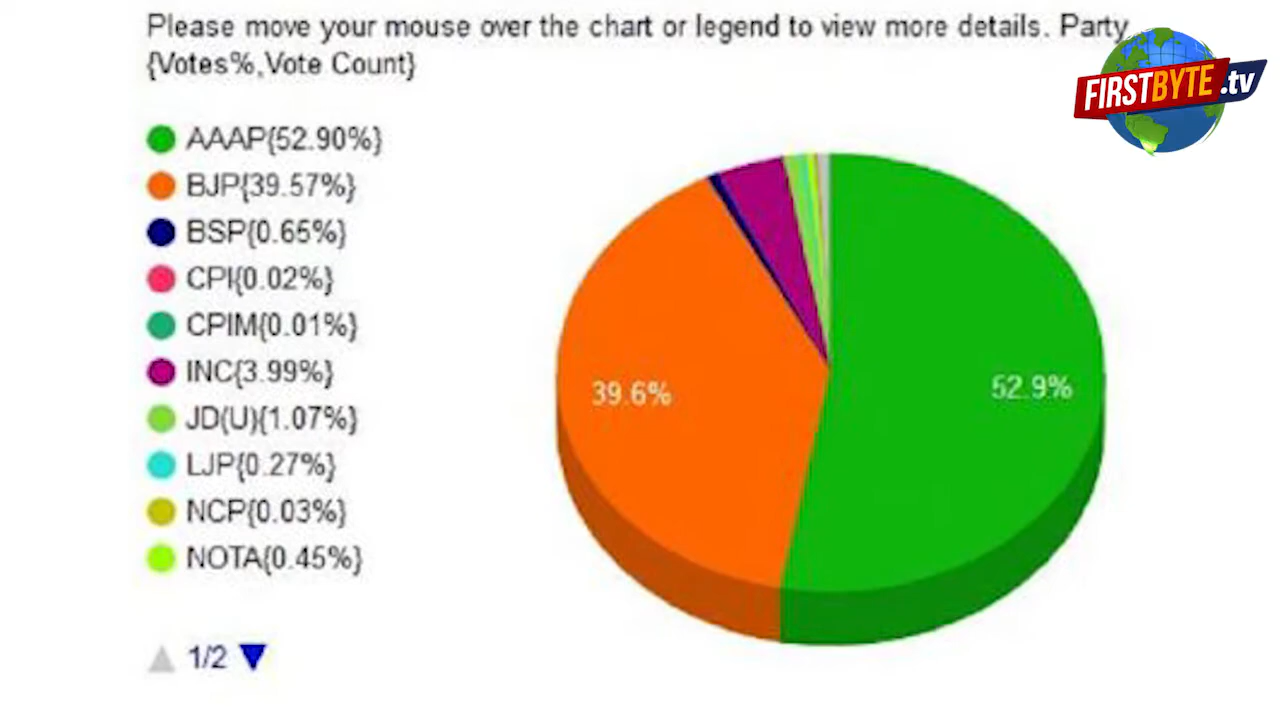 Please move your mouse over the chart or legend to view more details. Party
{Votes%,Vote Count}
FIRSTBYTE.tv
AAAP{52.90%}
BJP{39.57%}
BSP{0.65%}
CPI{0.02%}
CPIM{0.01%}
INC{3.99%}
JD(U){1.07%}
LJP{0.27%}
NCP{0.03%}
NOTA{0.45%}
39.6%
52.9%
1/2